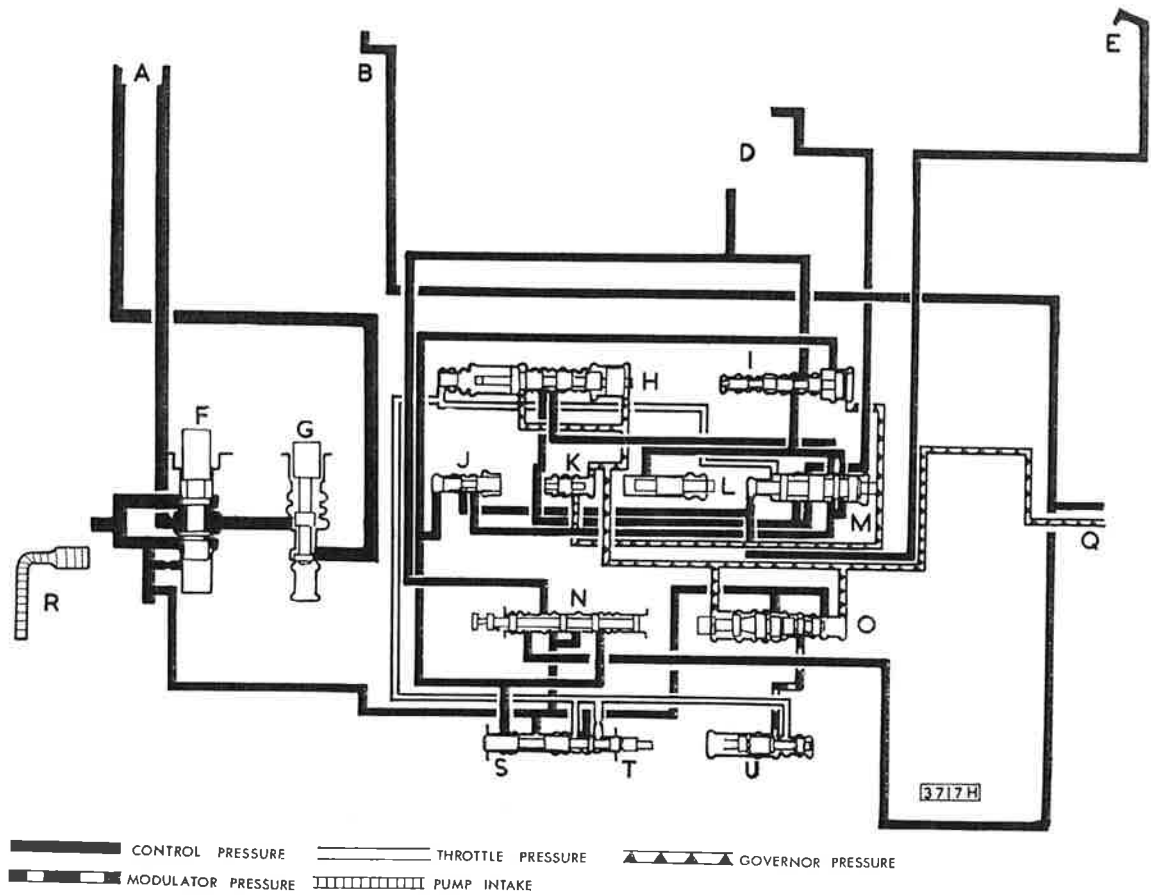 A
B
E
D
H
I
F
G
J
K
L
M
Q
R
N
O
S
T
U
3717H
CONTROL PRESSURE
THROTTLE PRESSURE
GOVERNOR PRESSURE
MODULATOR PRESSURE
PUMP INTAKE